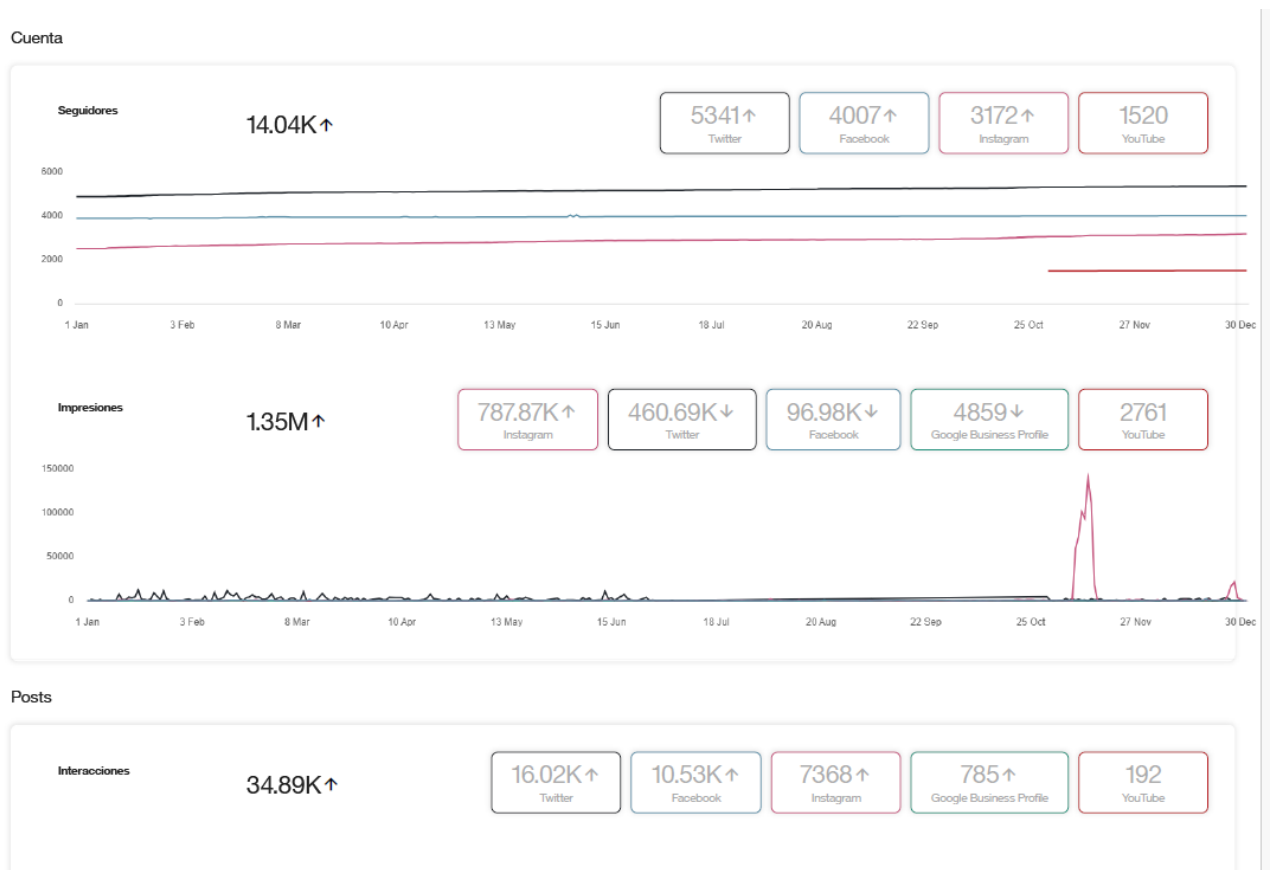 Cuenta
Seguidores
14.04K↑
5341↑
Twitter
4007↑
Facebook
3172↑
Instagram
1520
YouTube
6000
4000
2000
0
1 Jan 3 Feb 8 Mar 10 Apr 13 May 15 Jun 18 Jul 20 Aug 22 Sep 25 Oct 27 Nov 30 Dec
Impresiones
1.35M↑
787.87K↑
Instagram
460.69K↓
Twitter
96.98K↓
Facebook
4859↓
Google Business Profile
2761
YouTube
150000
100000
50000
0
1 Jan 3 Feb 8 Mar 10 Apr 13 May 15 Jun 18 Jul 20 Aug 22 Sep 25 Oct 27 Nov 30 Dec
Posts
Interacciones
34.89K↑
16.02K↑
Twitter
10.53K↑
Facebook
7368↑
Instagram
785↑
Google Business Profile
192
YouTube